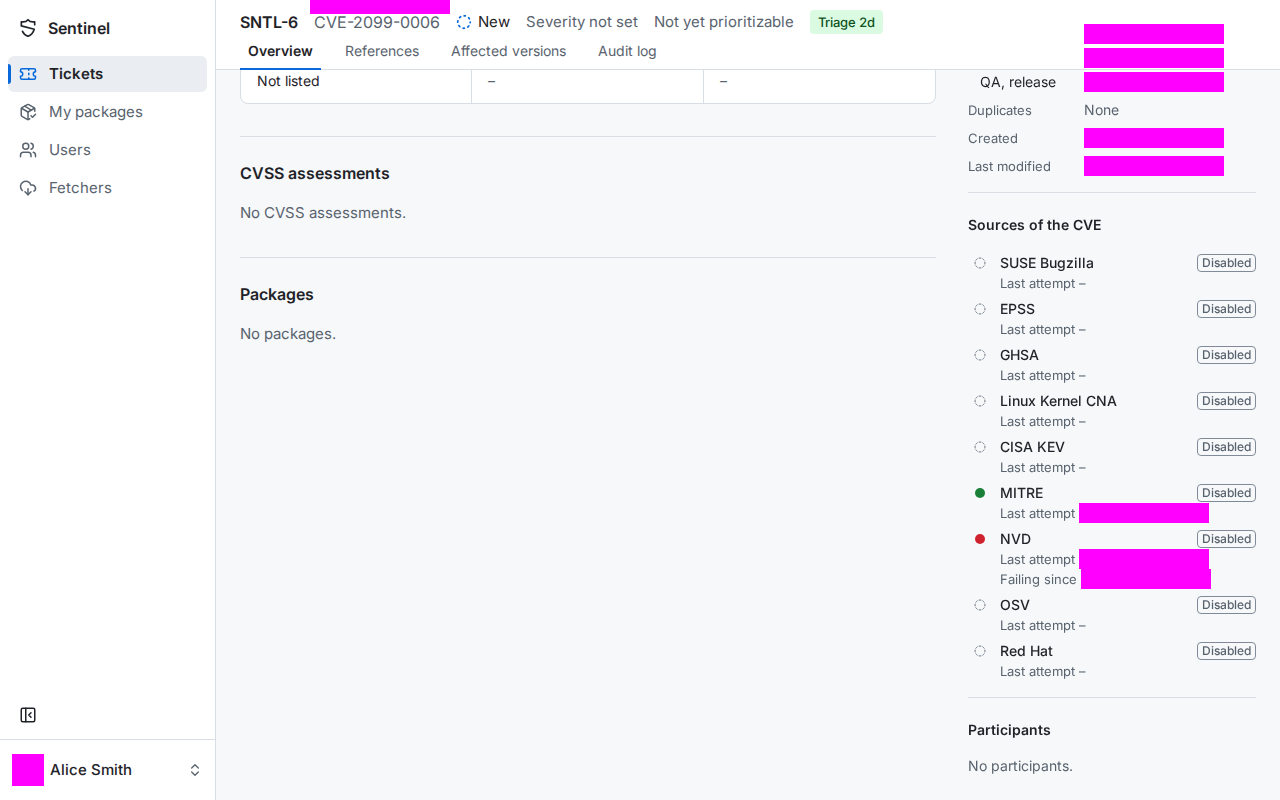 Sentinel
Tickets
My packages
Users
Fetchers
Alice Smith
SNTL-6 CVE-2099-0006 New Severity not set Not yet prioritizable Triage 2d
Overview References Affected versions Audit log
Not listed – –
CVSS assessments
No CVSS assessments.
Packages
No packages.
QA, release
Duplicates None
Created
Last modified
Sources of the CVE
SUSE Bugzilla Disabled
Last attempt –
EPSS Disabled
Last attempt –
GHSA Disabled
Last attempt –
Linux Kernel CNA Disabled
Last attempt –
CISA KEV Disabled
Last attempt –
MITRE Disabled
Last attempt
NVD Disabled
Last attempt
Failing since
OSV Disabled
Last attempt –
Red Hat Disabled
Last attempt –
Participants
No participants.